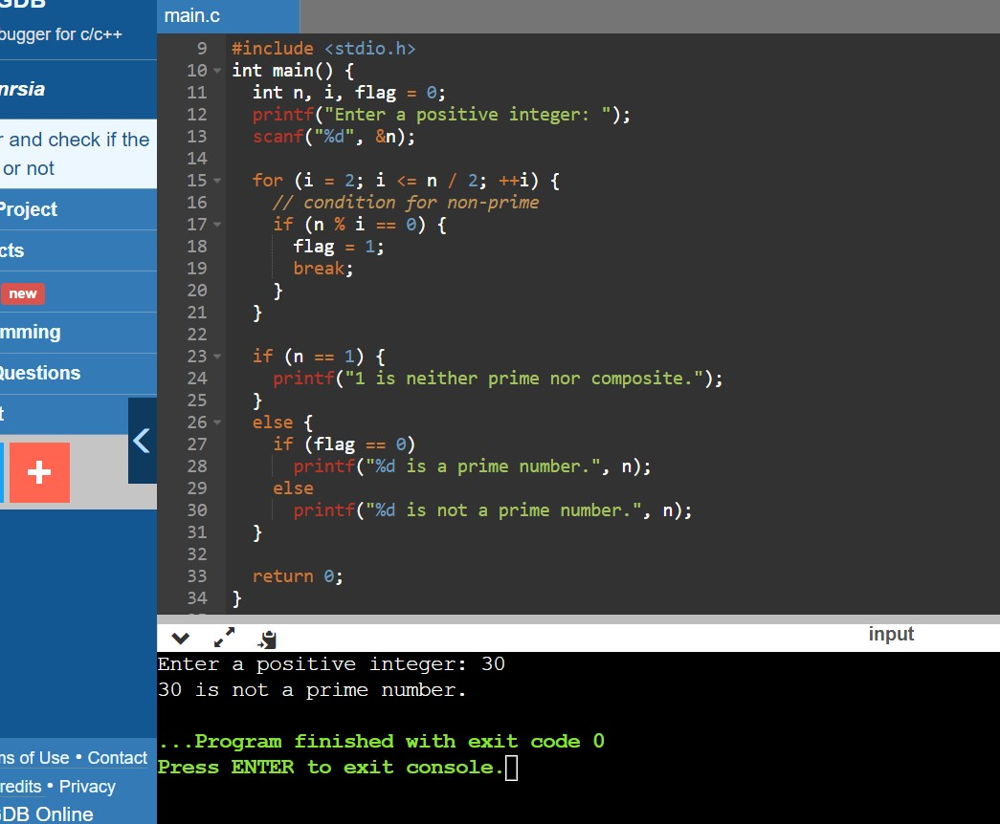 GDB
bugger for c/c++
nrsia
r and check if the
or not
Project
cts
new
mming
Questions
t
+
ms of Use • Contact
redits • Privacy
GDB Online
main.c
9 #include <stdio.h>
10 int main() {
11 int n, i, flag = 0;
12 printf("Enter a positive integer: ");
13 scanf("%d", &n);
14
15 for (i = 2; i <= n / 2; ++i) {
16 // condition for non-prime
17 if (n % i == 0) {
18 flag = 1;
19 break;
20 }
21 }
22
23 if (n == 1) {
24 printf("1 is neither prime nor composite.");
25 }
26 else {
27 if (flag == 0)
28 printf("%d is a prime number.", n);
29 else
30 printf("%d is not a prime number.", n);
31 }
32
33 return 0;
34 }
input
Enter a positive integer: 30
30 is not a prime number.
...Program finished with exit code 0
Press ENTER to exit console.